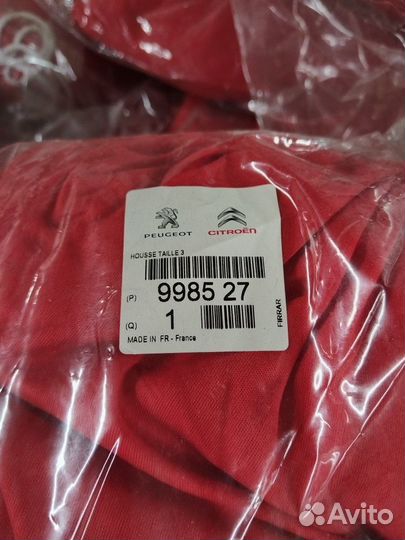 PEUGEOT CITROËN
HOUSSE TAILLE 3
(P) 9985 27
(Q) 1
MADE IN FR - France
FIRRAR
Avito